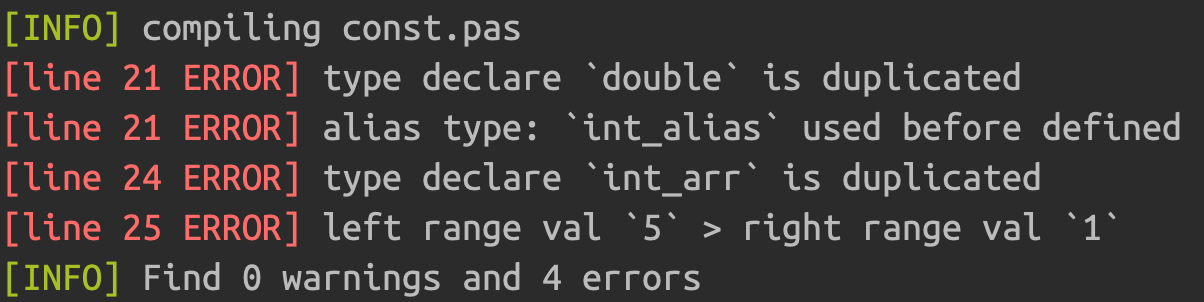 [INFO] compiling const.pas
[line 21 ERROR] type declare `double` is duplicated
[line 21 ERROR] alias type: `int_alias` used before defined
[line 24 ERROR] type declare `int_arr` is duplicated
[line 25 ERROR] left range val `5` > right range val `1`
[INFO] Find 0 warnings and 4 errors